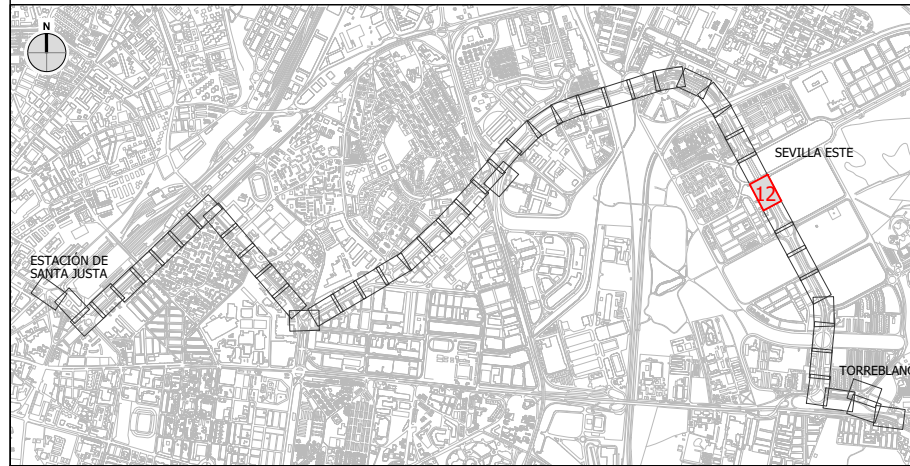 N
SEVILLA ESTE
12
ESTACIÓN DE
SANTA JUSTA
TORREBLANC